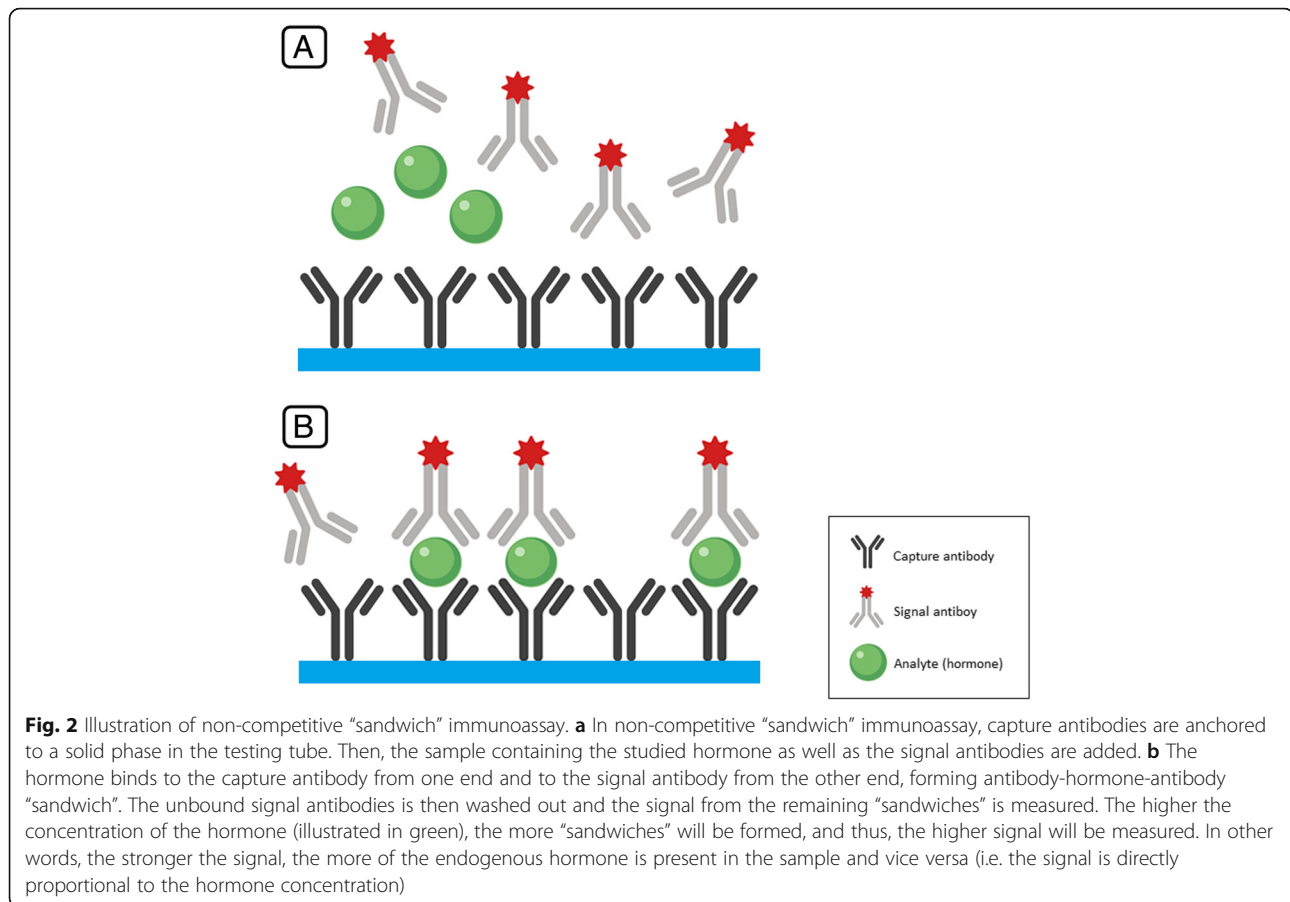 A
B
Capture antibody
Signal antiboy
Analyte (hormone)
Fig. 2 Illustration of non-competitive “sandwich” immunoassay. a In non-competitive “sandwich” immunoassay, capture antibodies are anchored
to a solid phase in the testing tube. Then, the sample containing the studied hormone as well as the signal antibodies are added. b The
hormone binds to the capture antibody from one end and to the signal antibody from the other end, forming antibody-hormone-antibody
“sandwich”. The unbound signal antibodies is then washed out and the signal from the remaining “sandwiches” is measured. The higher the
concentration of the hormone (illustrated in green), the more “sandwiches” will be formed, and thus, the higher signal will be measured. In other
words, the stronger the signal, the more of the endogenous hormone is present in the sample and vice versa (i.e. the signal is directly
proportional to the hormone concentration)